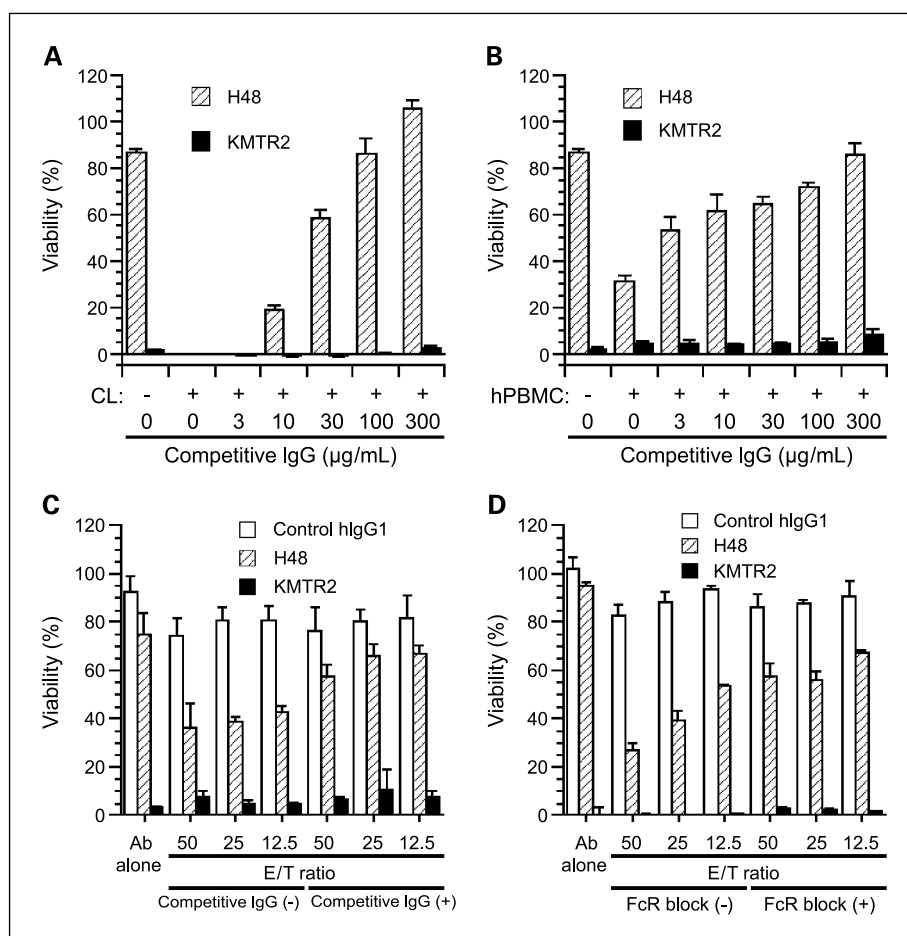 A
120
100
80
60
40
20
0
Viability (%)
H48
KMTR2
CL: - + + + + + +
0 0 3 10 30 100 300
Competitive IgG (µg/mL)
B
120
100
80
60
40
20
0
Viability (%)
H48
KMTR2
hPBMC: - + + + + + +
0 0 3 10 30 100 300
Competitive IgG (µg/mL)
C
120
100
80
60
40
20
0
Viability (%)
Control hIgG1
H48
KMTR2
Ab alone 50 25 12.5 50 25 12.5
E/T ratio
Competitive IgG (-) Competitive IgG (+)
D
120
100
80
60
40
20
0
Viability (%)
Control hIgG1
H48
KMTR2
Ab alone 50 25 12.5 50 25 12.5
E/T ratio
FcR block (-) FcR block (+)